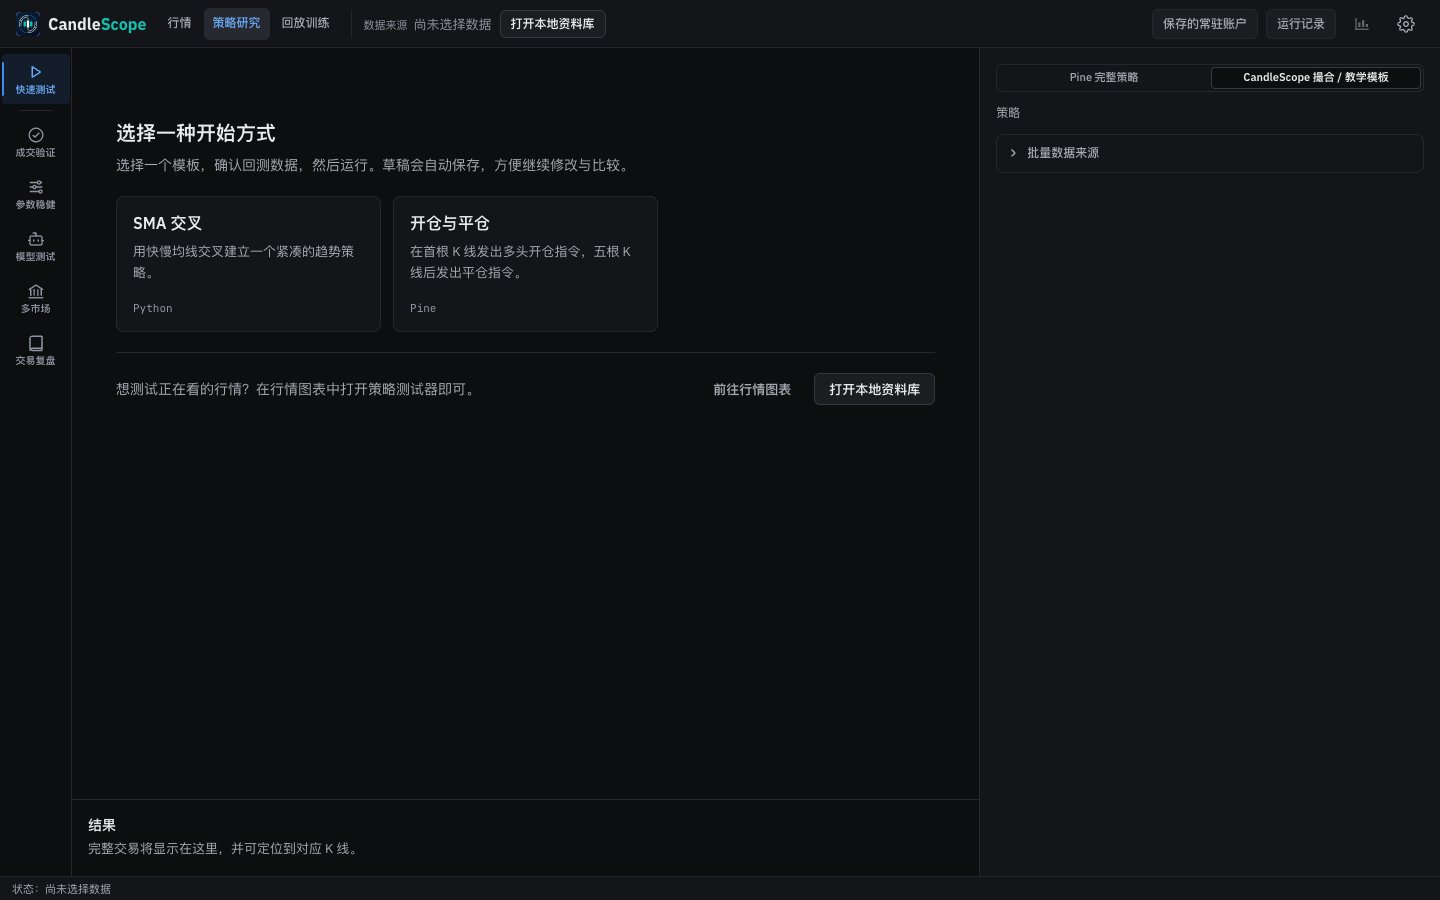 CandleScope
行情
策略研究
回放训练
数据来源
尚未选择数据
打开本地资料库
保存的常驻账户
运行记录
快速测试
成交验证
参数稳健
模型测试
多市场
交易复盘
选择一种开始方式
选择一个模板，确认回测数据，然后运行。草稿会自动保存，方便继续修改与比较。
SMA 交叉
用快慢均线交叉建立一个紧凑的趋势策
略。
Python
开仓与平仓
在首根 K 线发出多头开仓指令，五根 K
线后发出平仓指令。
Pine
想测试正在看的行情？在行情图表中打开策略测试器即可。
前往行情图表
打开本地资料库
Pine 完整策略
CandleScope 撮合 / 教学模板
策略
批量数据来源
结果
完整交易将显示在这里，并可定位到对应 K 线。
状态：尚未选择数据